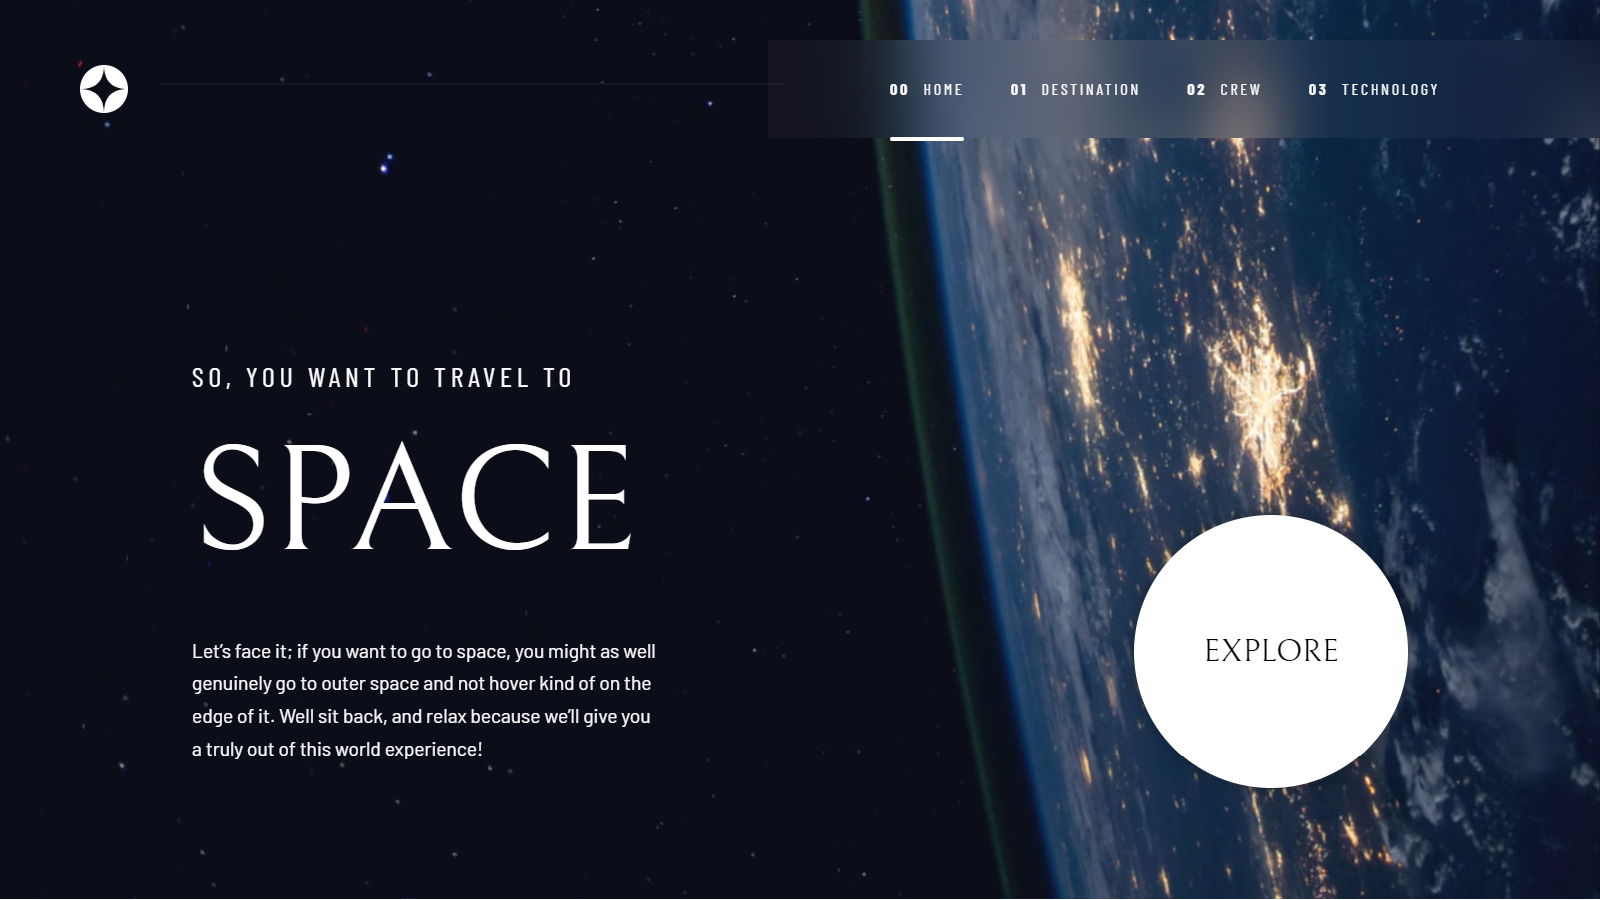 00 HOME 01 DESTINATION 02 CREW 03 TECHNOLOGY
SO, YOU WANT TO TRAVEL TO
SPACE
Let’s face it; if you want to go to space, you might as well
genuinely go to outer space and not hover kind of on the
edge of it. Well sit back, and relax because we’ll give you
a truly out of this world experience!
EXPLORE